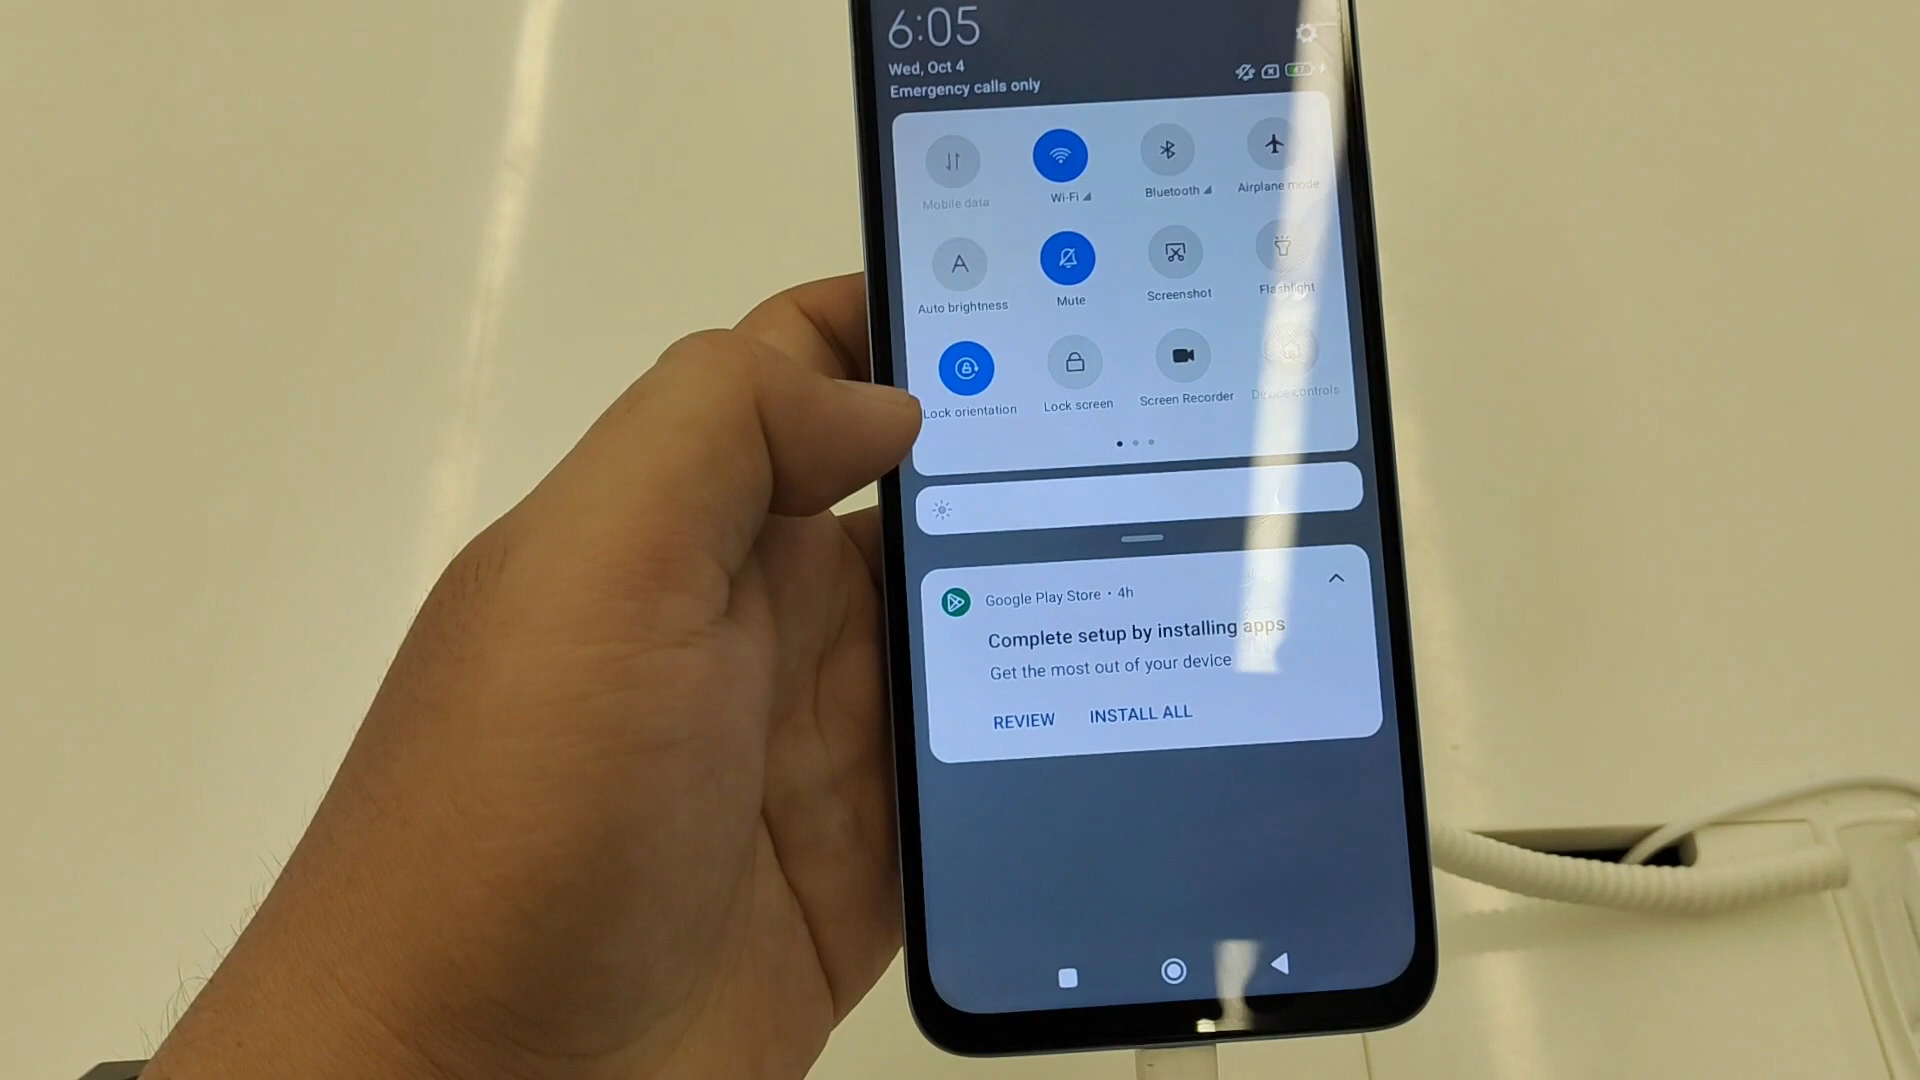 6:05
Wed, Oct 4
Emergency calls only
47
Mobile data
Wi-Fi
Bluetooth
Airplane mode
Auto brightness
Mute
Screenshot
Flashlight
Lock orientation
Lock screen
Screen Recorder
Device controls
Google Play Store • 4h
Complete setup by installing apps
Get the most out of your device
REVIEW
INSTALL ALL